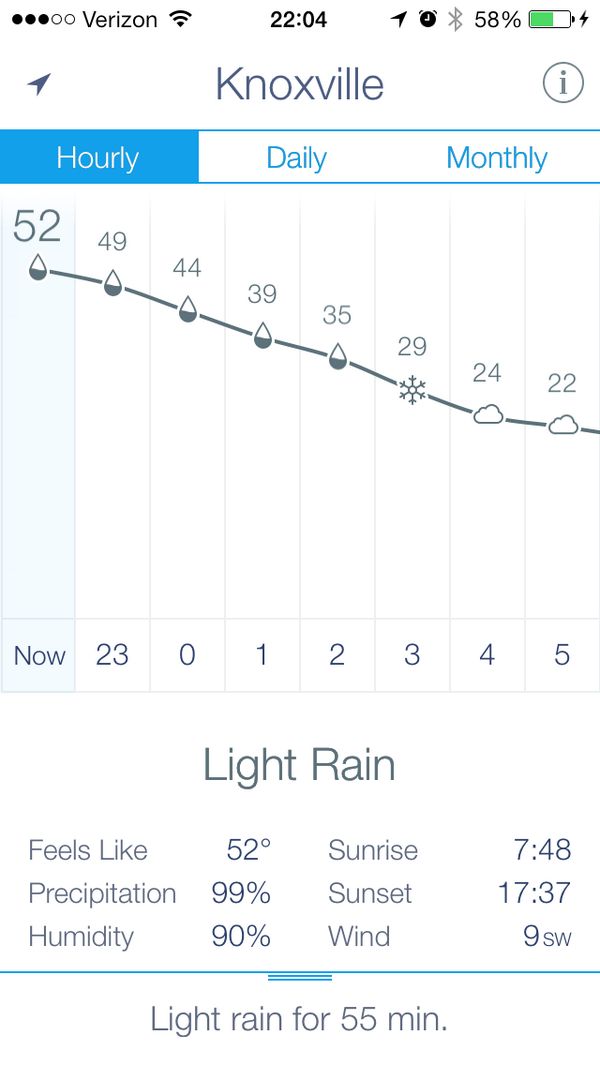 Verizon 22:04 58%
Knoxville i
Hourly Daily Monthly
52 49 44 39 35 29 24 22
Now 23 0 1 2 3 4 5
Light Rain
Feels Like 52° Sunrise 7:48
Precipitation 99% Sunset 17:37
Humidity 90% Wind 9 SW
Light rain for 55 min.